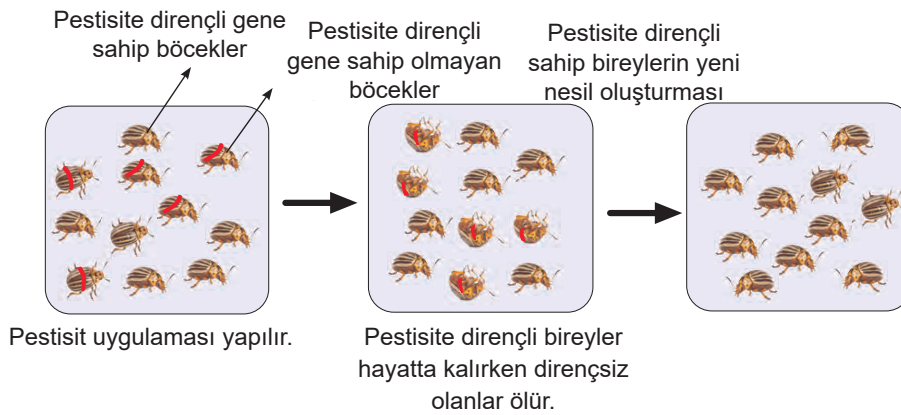 Pestisite dirençli gene
sahip böcekler
Pestisite dirençli
gene sahip olmayan
böcekler
Pestisite dirençli
sahip bireylerin yeni
nesil oluşturması
Pestisit uygulaması yapılır.
Pestisite dirençli bireyler
hayatta kalırken dirençsiz
olanlar ölür.